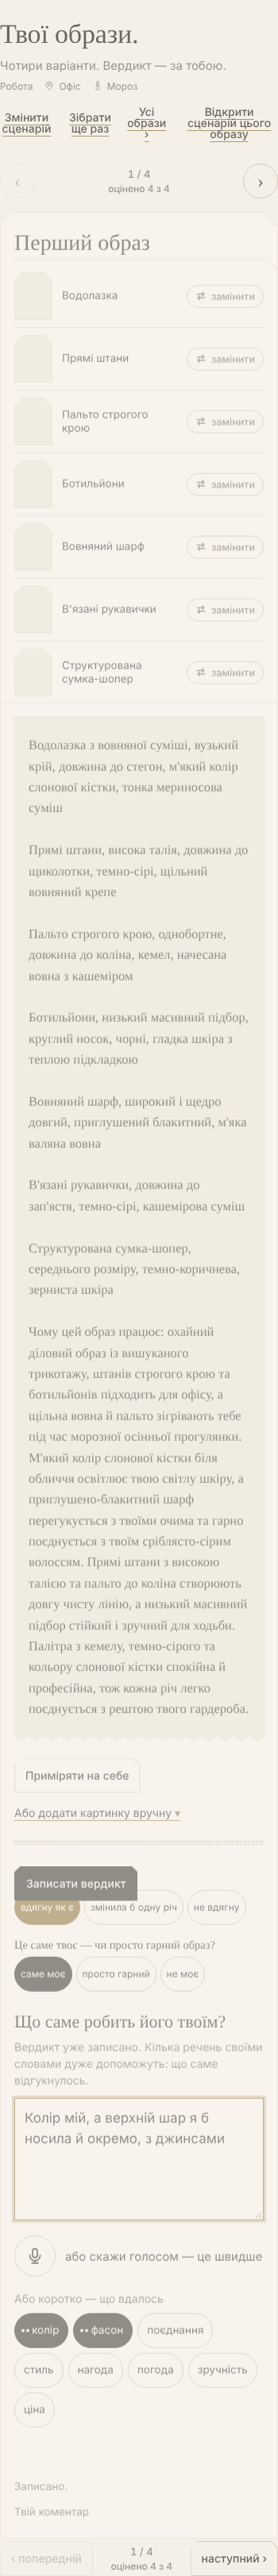 Твої образи.
Чотири варіанти. Вердикт — за тобою.
Робота Офіс Мороз
Змінити
сценарій
Зібрати
ще раз
Усі
образи
›
Відкрити
сценарій цього
образу
‹
1 / 4
оцінено 4 з 4
›
Перший образ
Водолазка
⇄ замінити
Прямі штани
⇄ замінити
Пальто строгого
крою
⇄ замінити
Ботильйони
⇄ замінити
Вовняний шарф
⇄ замінити
В'язані рукавички
⇄ замінити
Структурована
сумка-шопер
⇄ замінити
Водолазка з вовняної суміші, вузький
крій, довжина до стегон, м'який колір
слонової кістки, тонка мериносова
суміш
Прямі штани, висока талія, довжина до
щиколотки, темно-сірі, щільний
вовняний крепе
Пальто строгого крою, однобортне,
довжина до коліна, кемел, начесана
вовна з кашеміром
Ботильйони, низький масивний підбор,
круглий носок, чорні, гладка шкіра з
теплою підкладкою
Вовняний шарф, широкий і щедро
довгий, приглушений блакитний, м'яка
валяна вовна
В'язані рукавички, довжина до
зап'ястя, темно-сірі, кашемірова суміш
Структурована сумка-шопер,
середнього розміру, темно-коричнева,
зерниста шкіра
Чому цей образ працює: охайний
діловий образ із вишуканого
трикотажу, штанів строгого крою та
ботильйонів підходить для офісу, а
щільна вовна й пальто зігрівають тебе
під час морозної осінньої прогулянки.
М'який колір слонової кістки біля
обличчя освітлює твою світлу шкіру, а
приглушено-блакитний шарф
перегукується з твоїми очима та гарно
поєднується з твоїм сріблясто-сірим
волоссям. Прямі штани з високою
талією та пальто до коліна створюють
довгу чисту лінію, а низький масивний
підбор стійкий і зручний для ходьби.
Палітра з кемелу, темно-сірого та
кольору слонової кістки спокійна й
професійна, тож кожна річ легко
поєднується з рештою твого гардероба.
Приміряти на себе
Або додати картинку вручну ▾
Записати вердикт
вдягну як є
змінила б одну річ
не вдягну
Це саме твоє — чи просто гарний образ?
саме моє
просто гарний
не моє
Що саме робить його твоїм?
Вердикт уже записано. Кілька речень своїми
словами дуже допоможуть: що саме
відгукнулось.
Колір мій, а верхній шар я б
носила й окремо, з джинсами
або скажи голосом — це швидше
Або коротко — що вдалось
••колір
•• фасон
поєднання
стиль
нагода
погода
зручність
ціна
Записано.
Твій коментар
‹ попередній
1 / 4
оцінено 4 з 4
наступний ›